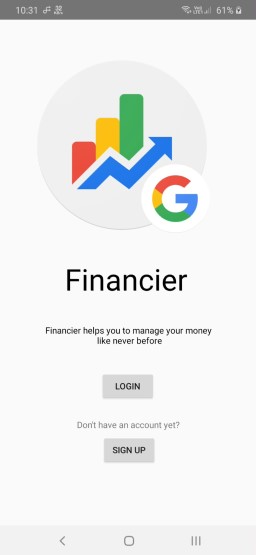 10:31 61%
Financier
Financier helps you to manage your money
like never before
LOGIN
Don't have an account yet?
SIGN UP